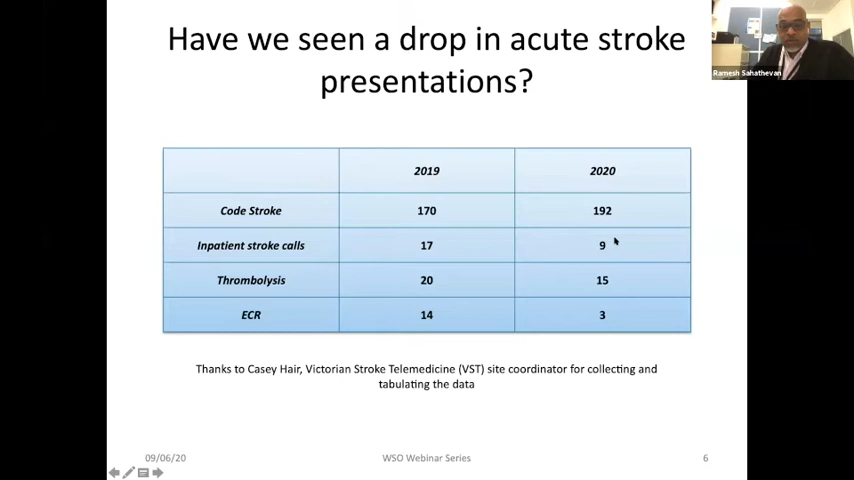 Have we seen a drop in acute stroke
presentations?
Ramesh Sahathevan
2019 2020
Code Stroke 170 192
Inpatient stroke calls 17 9
Thrombolysis 20 15
ECR 14 3
Thanks to Casey Hair, Victorian Stroke Telemedicine (VST) site coordinator for collecting and
tabulating the data
09/06/20 WSO Webinar Series 6